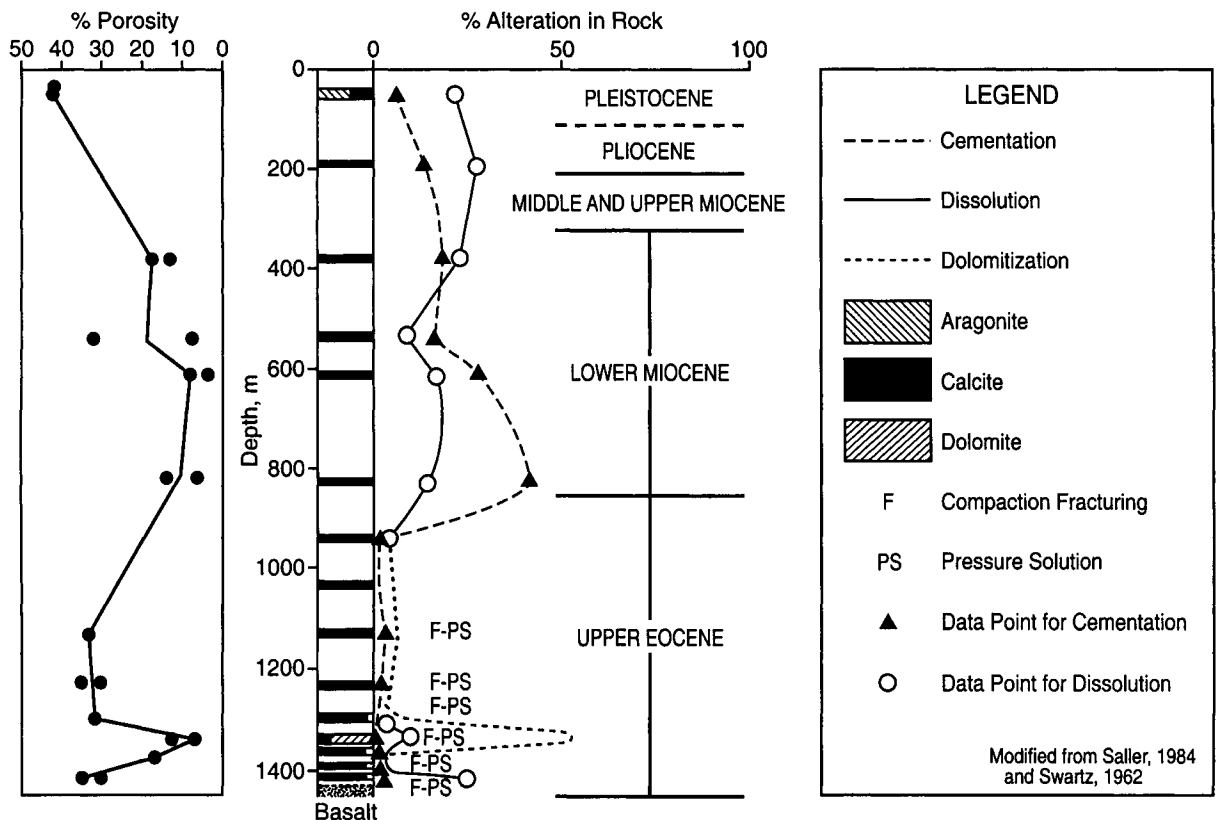 % Porosity
50 40 30 20 10 0
% Alteration in Rock
0 50 100
Depth, m
0
200
400
600
800
1000
1200
1400
Basalt
PLEISTOCENE
PLIOCENE
MIDDLE AND UPPER MIOCENE
LOWER MIOCENE
UPPER EOCENE
F-PS
F-PS
F-PS
F-PS
F-PS
F-PS
LEGEND
Cementation
Dissolution
Dolomitization
Aragonite
Calcite
Dolomite
F Compaction Fracturing
PS Pressure Solution
Data Point for Cementation
Data Point for Dissolution
Modified from Saller, 1984
and Swartz, 1962